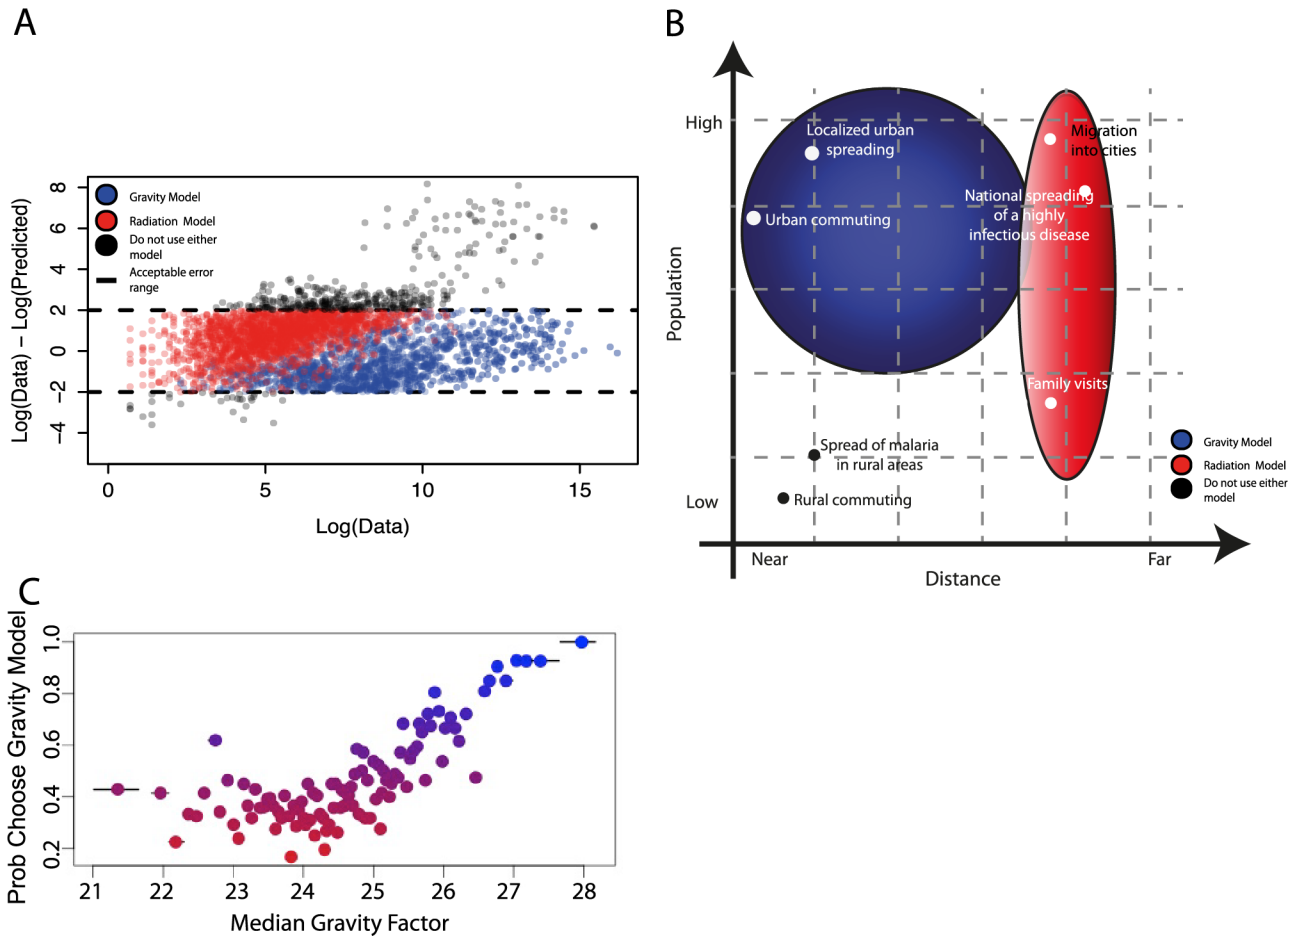 A
Log(Data) – Log(Predicted)
8
6
4
2
0
−2
−4
Gravity Model
Radiation Model
Do not use either
model
Acceptable error
range
0
5
10
15
Log(Data)
B
Population
High
Low
Localized urban
spreading
Urban commuting
Migration
into cities
National spreading
of a highly
infectious disease
Family visits
Spread of malaria
in rural areas
Rural commuting
Gravity Model
Radiation Model
Do not use either
model
Near
Far
Distance
C
Prob Choose Gravity Model
1.0
0.8
0.6
0.4
0.2
21
22
23
24
25
26
27
28
Median Gravity Factor